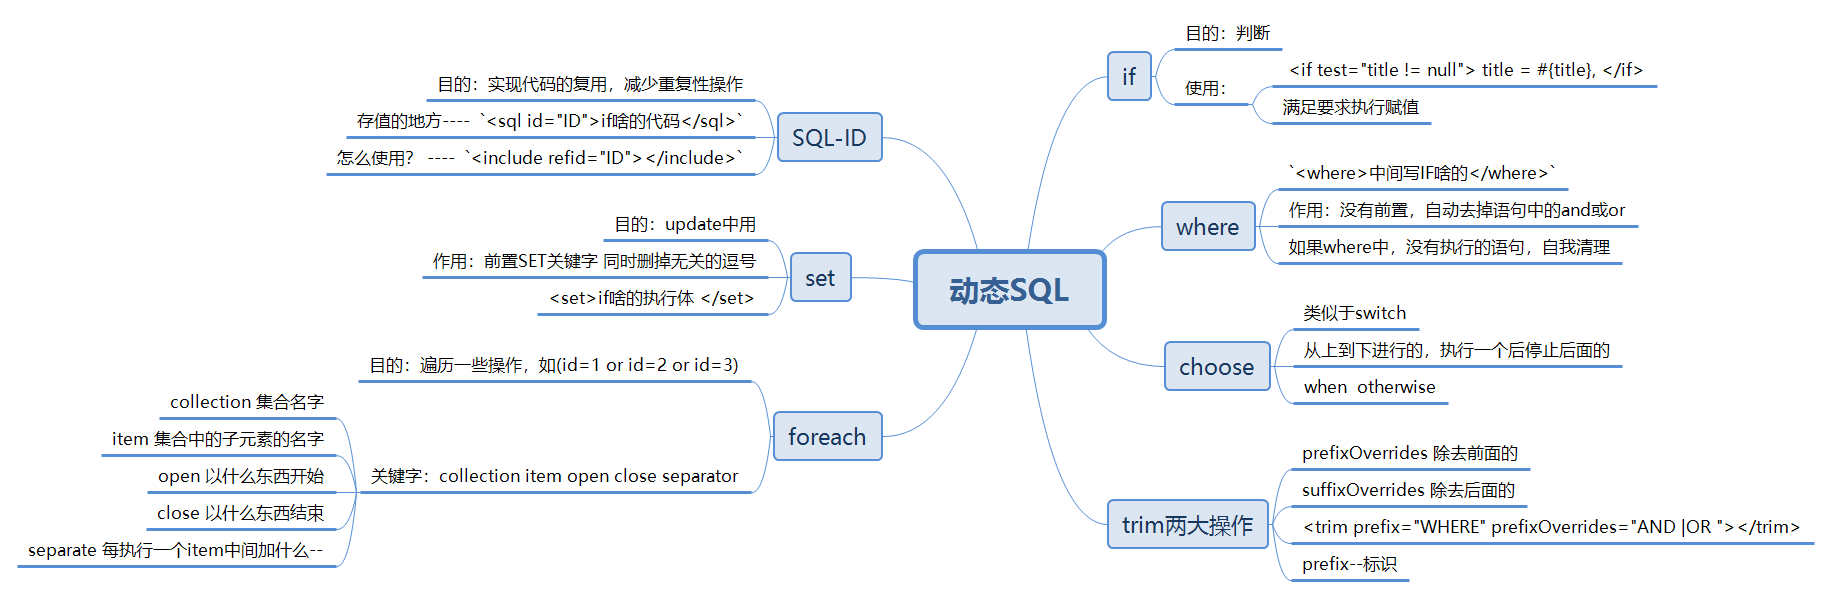 动态SQL
if
目的：判断
使用：
<if test="title != null"> title = #{title}, </if>
满足要求执行赋值
where
`<where>中间写IF啥的</where>`
作用：没有前置，自动去掉语句中的and或or
如果where中，没有执行的语句，自我清理
choose
类似于switch
从上到下进行的，执行一个后停止后面的
when  otherwise
trim两大操作
prefixOverrides 除去前面的
suffixOverrides 除去后面的
<trim prefix="WHERE" prefixOverrides="AND |OR "></trim>
prefix--标识
SQL-ID
目的：实现代码的复用，减少重复性操作
存值的地方----  `<sql id="ID">if啥的代码</sql>`
怎么使用？ ----  `<include refid="ID"></include>`
set
目的：update中用
作用：前置SET关键字 同时删掉无关的逗号
<set>if啥的执行体 </set>
foreach
目的：遍历一些操作，如(id=1 or id=2 or id=3)
关键字：collection item open close separator
collection 集合名字
item 集合中的子元素的名字
open 以什么东西开始
close 以什么东西结束
separate 每执行一个item中间加什么--